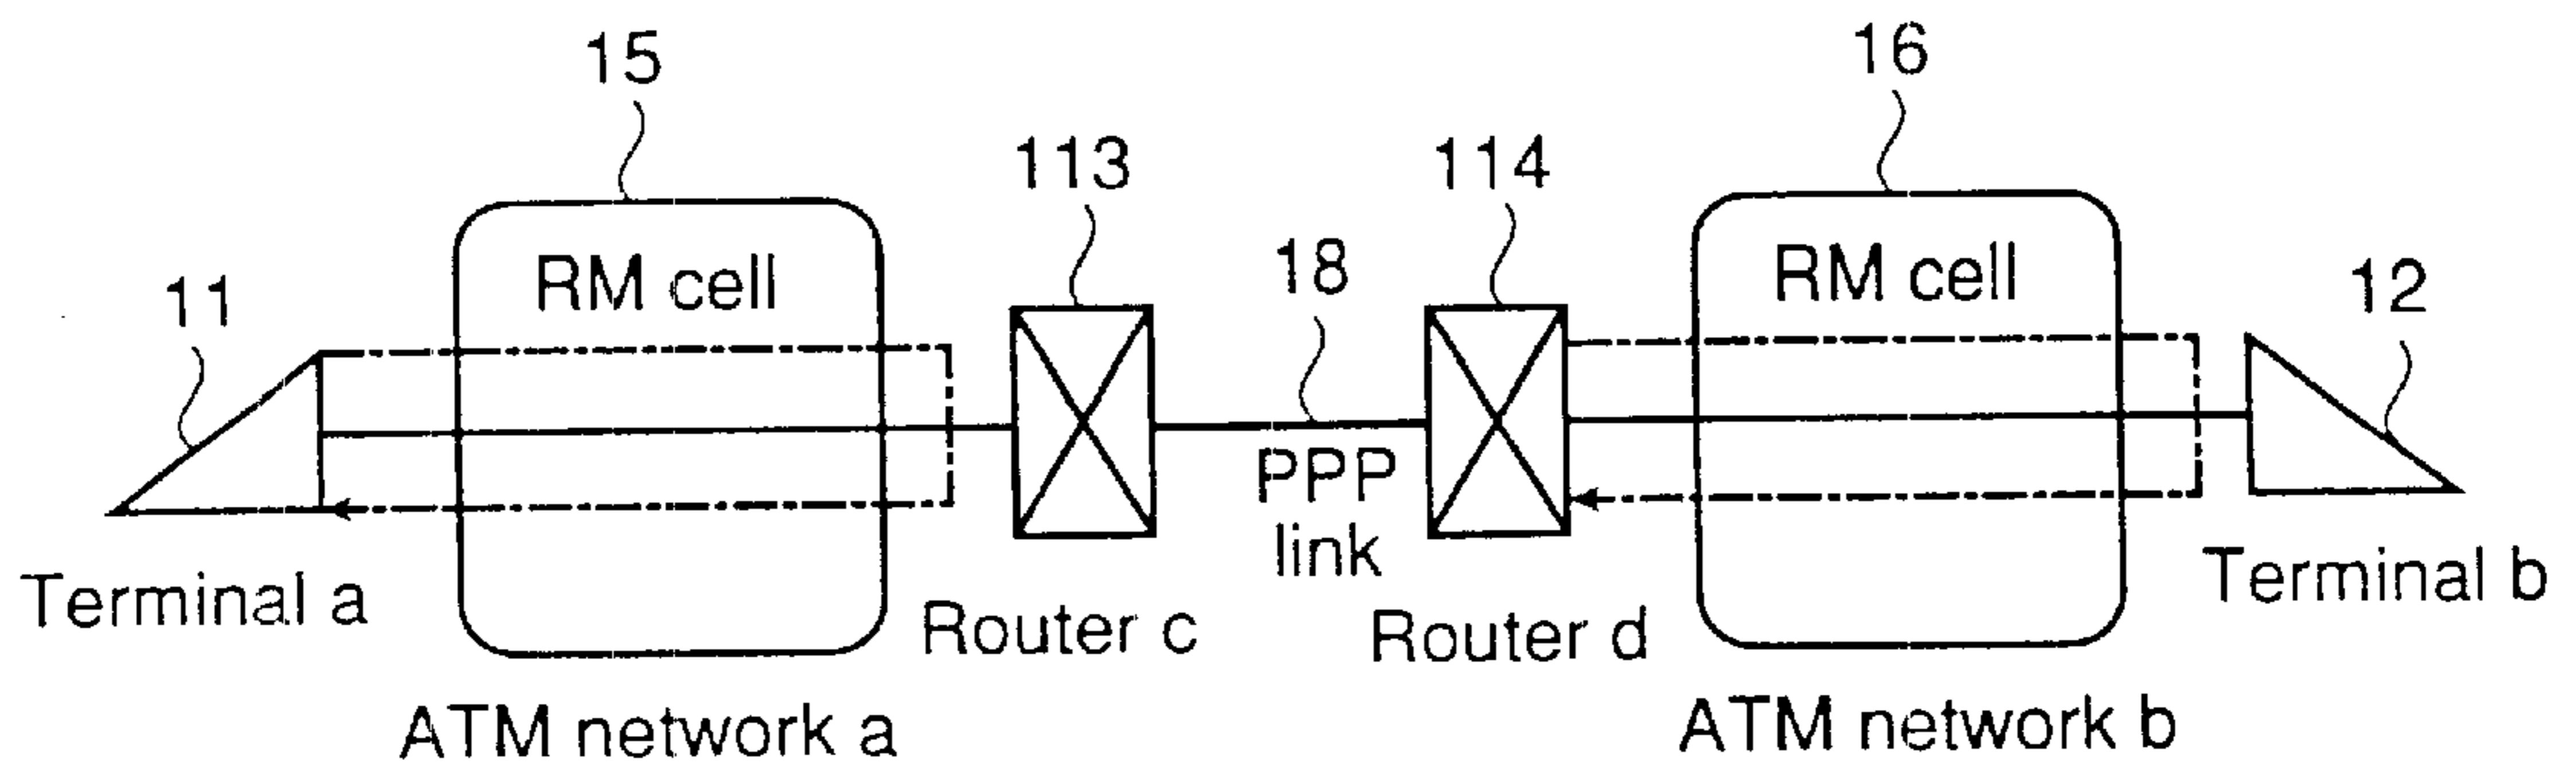 15
16
113
114
18
RM cell
RM cell
11
12
PPP
link
Terminal a
Terminal b
Router c
Router d
ATM network a
ATM network b